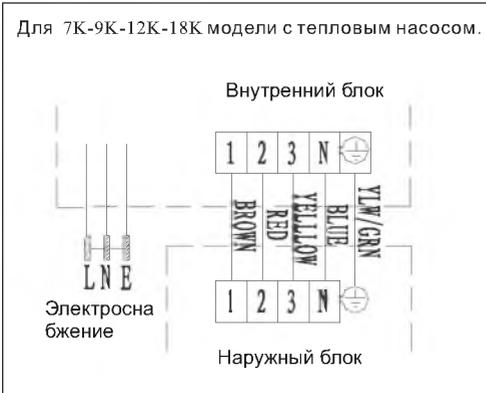 Для 7K-9K-12K-18K модели с тепловым насосом.
Внутренний блок
1 2 3 N
BROWN
RED
YELLLOW
BLUE
YLW/GRN
L N E
1 2 3 N
Электросна
бжение
Наружный блок